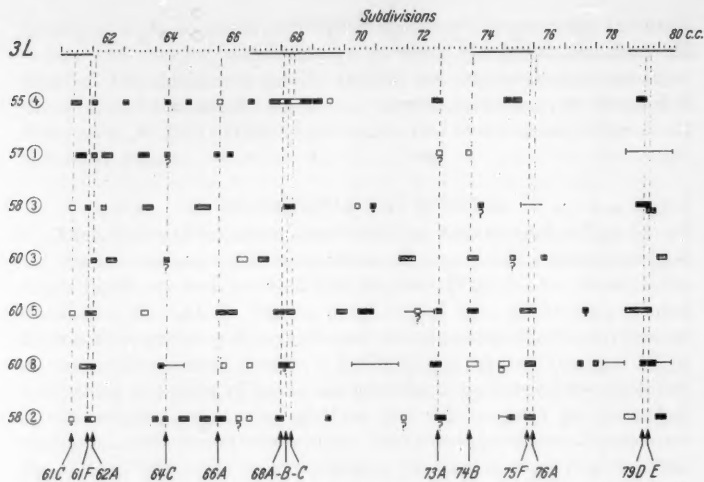 Subdivisions
3L 62 64 66 68 70 72 74 76 78 80 c.c.
55 ④
57 ①
? ?
58 ③
?
60 ③
? ?
60 ⑤
?
60 ⑧
58 ②
? ? ?
61C 61F 62A 64C 66A 68A-B-C 73A 74B 75F 76A 79D E